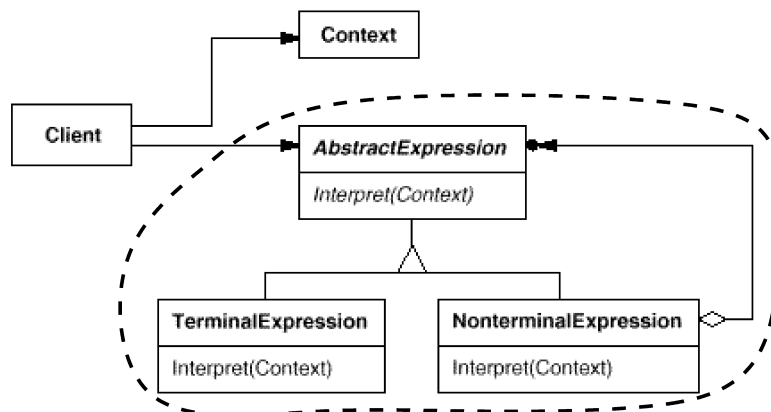 Context
Client
AbstractExpression
Interpret(Context)
TerminalExpression
Interpret(Context)
NonterminalExpression
Interpret(Context)